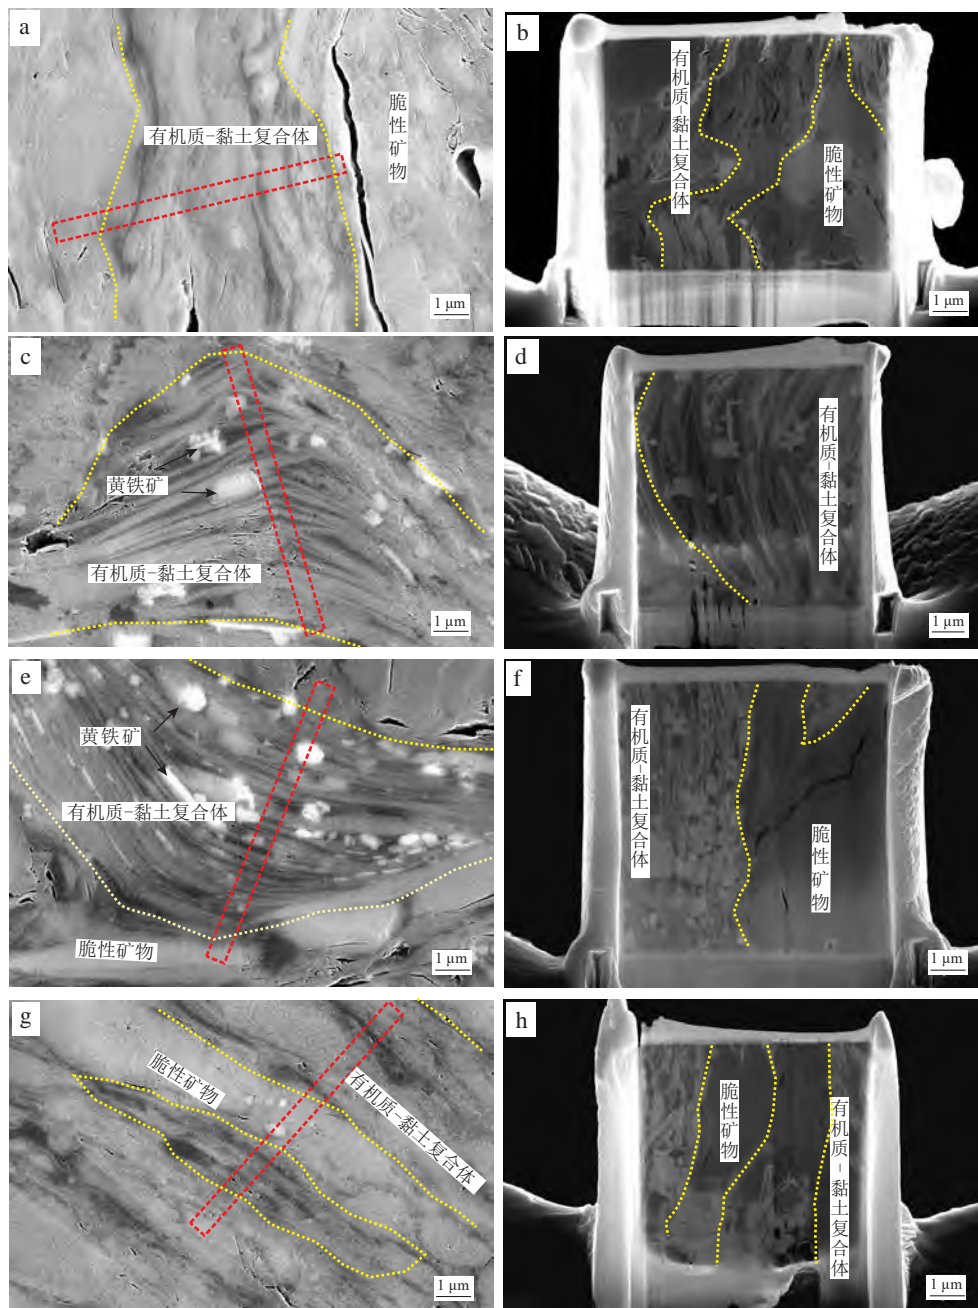 a
有机质-黏土复合体
脆性矿物
1 μm
b
有机质-黏土复合体
脆性矿物
1 μm
c
黄铁矿
有机质-黏土复合体
1 μm
d
有机质-黏土复合体
1 μm
e
黄铁矿
有机质-黏土复合体
脆性矿物
1 μm
f
有机质-黏土复合体
脆性矿物
1 μm
g
脆性矿物
有机质-黏土复合体
1 μm
h
脆性矿物
有机质-黏土复合体
1 μm